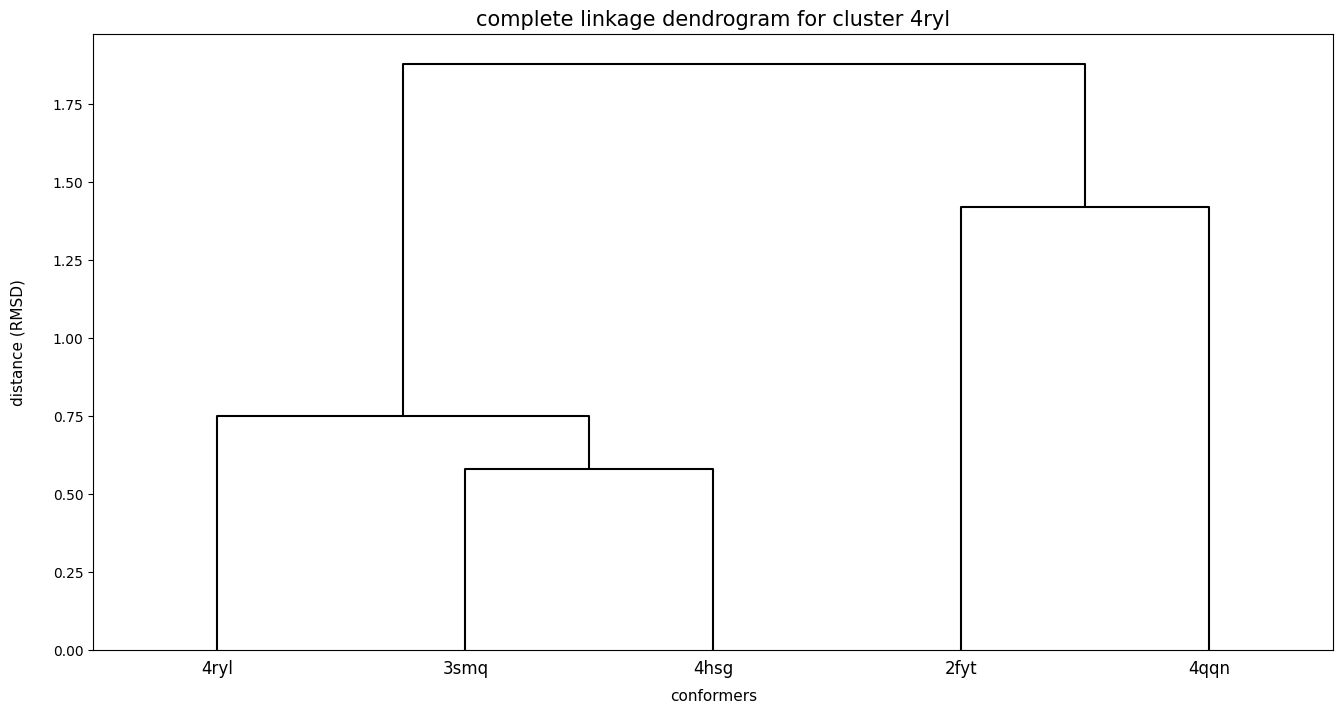 complete linkage dendrogram for cluster 4ryl
distance (RMSD)
1.75
1.50
1.25
1.00
0.75
0.50
0.25
0.00
4ryl 3smq 4hsg 2fyt 4qqn
conformers